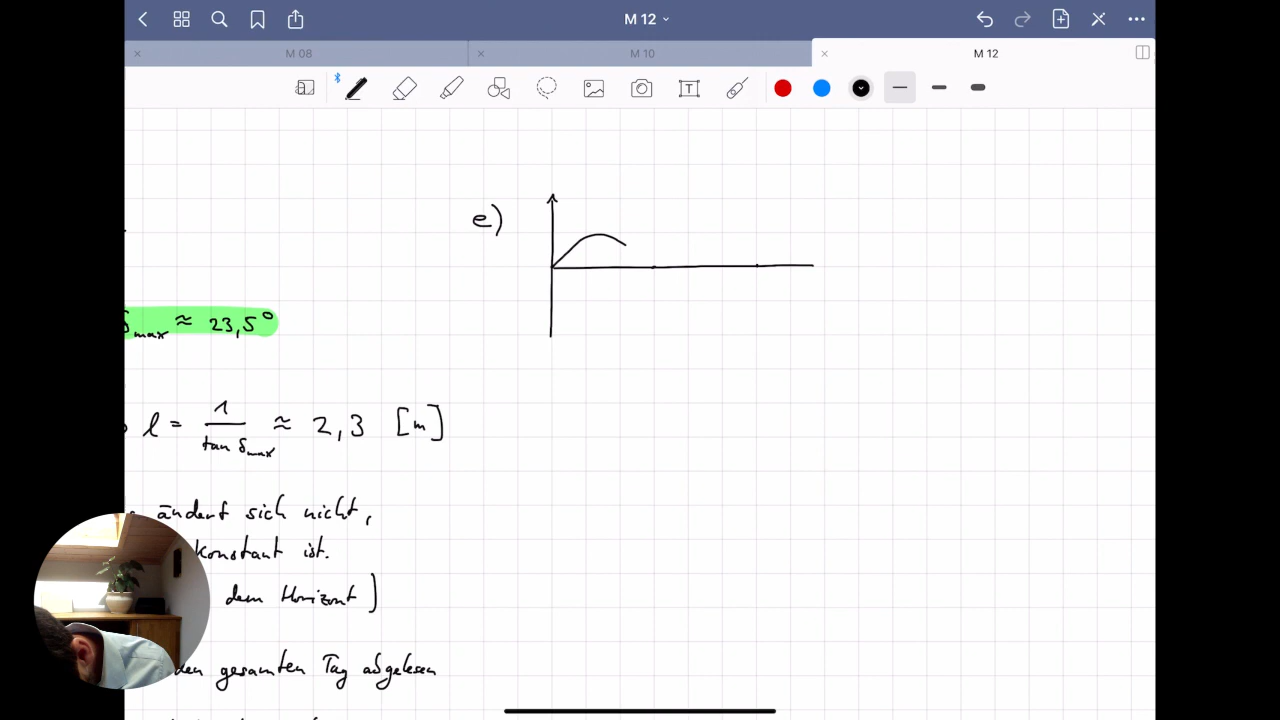 M 12
M 08
M 10
M 12
T
e)
δmax ≈ 23,5°
l = 1/tan δmax ≈ 2,3 [m]
ändert sich nicht,
konstant ist.
dem Horizont]
den gesamten Tag abgelesen